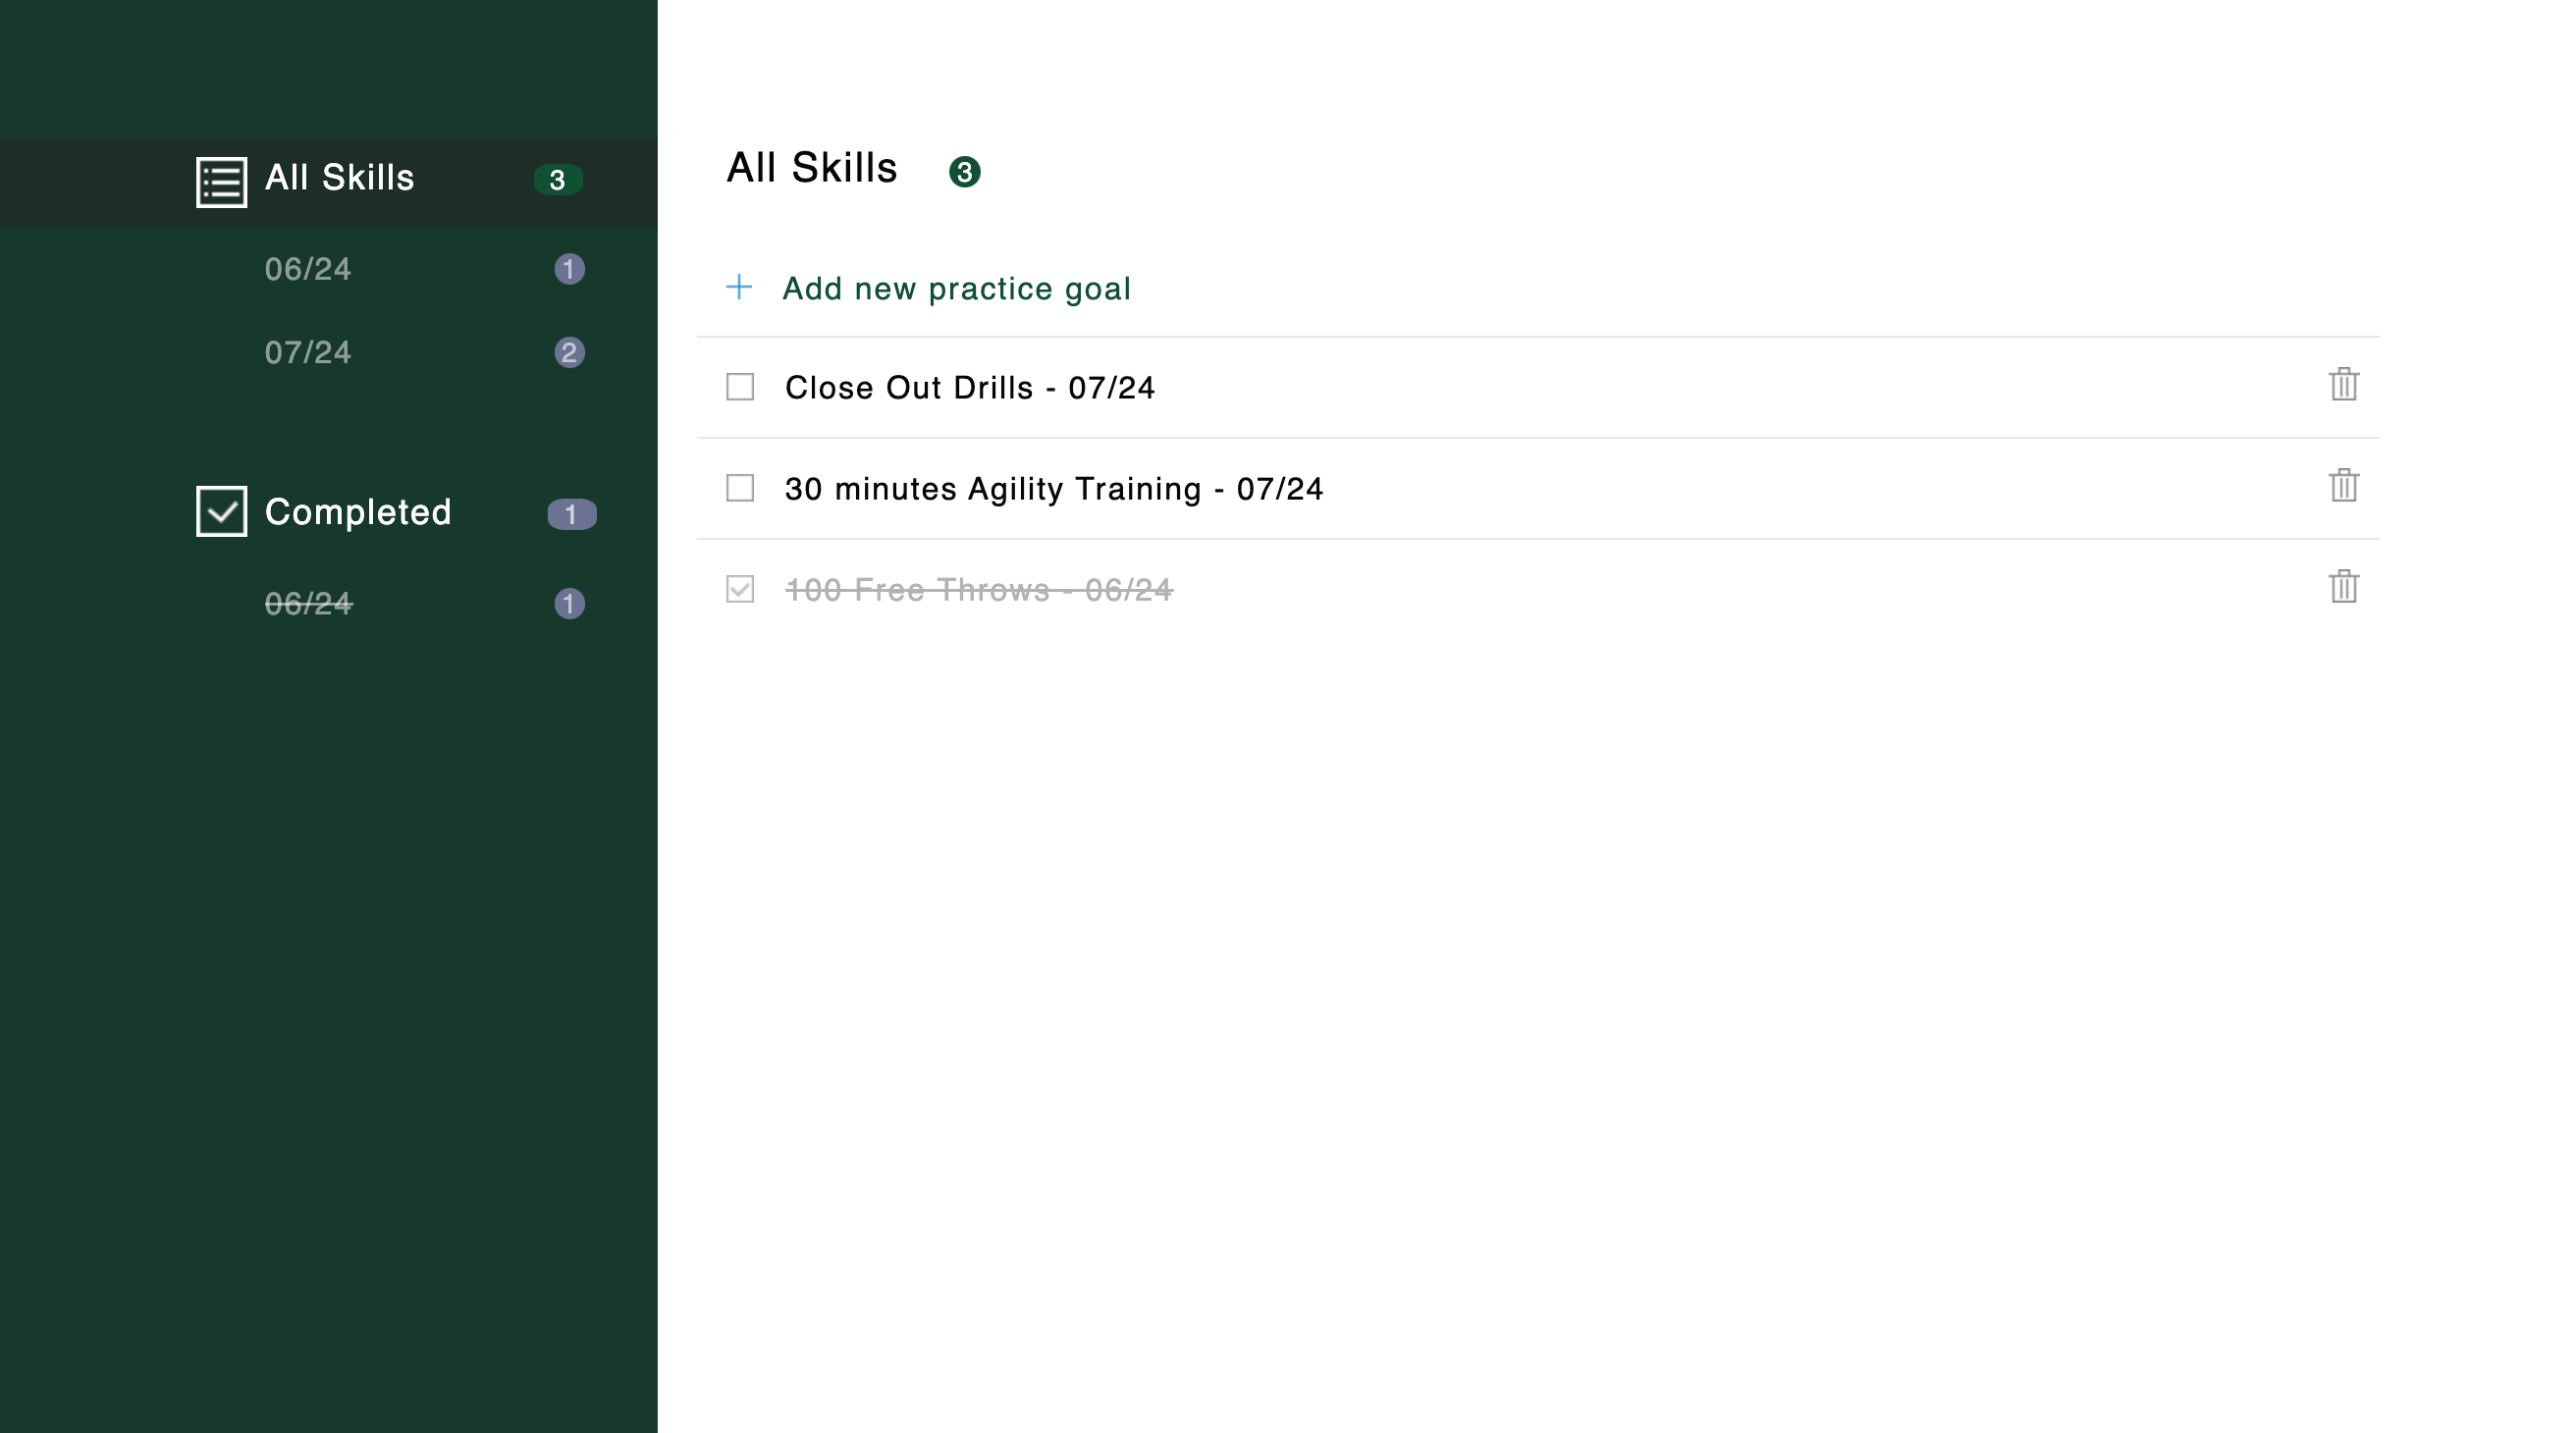 All Skills 3
06/24 1
07/24 2
Completed 1
06/24 1
All Skills 3
Add new practice goal
Close Out Drills - 07/24
30 minutes Agility Training - 07/24
100 Free Throws - 06/24